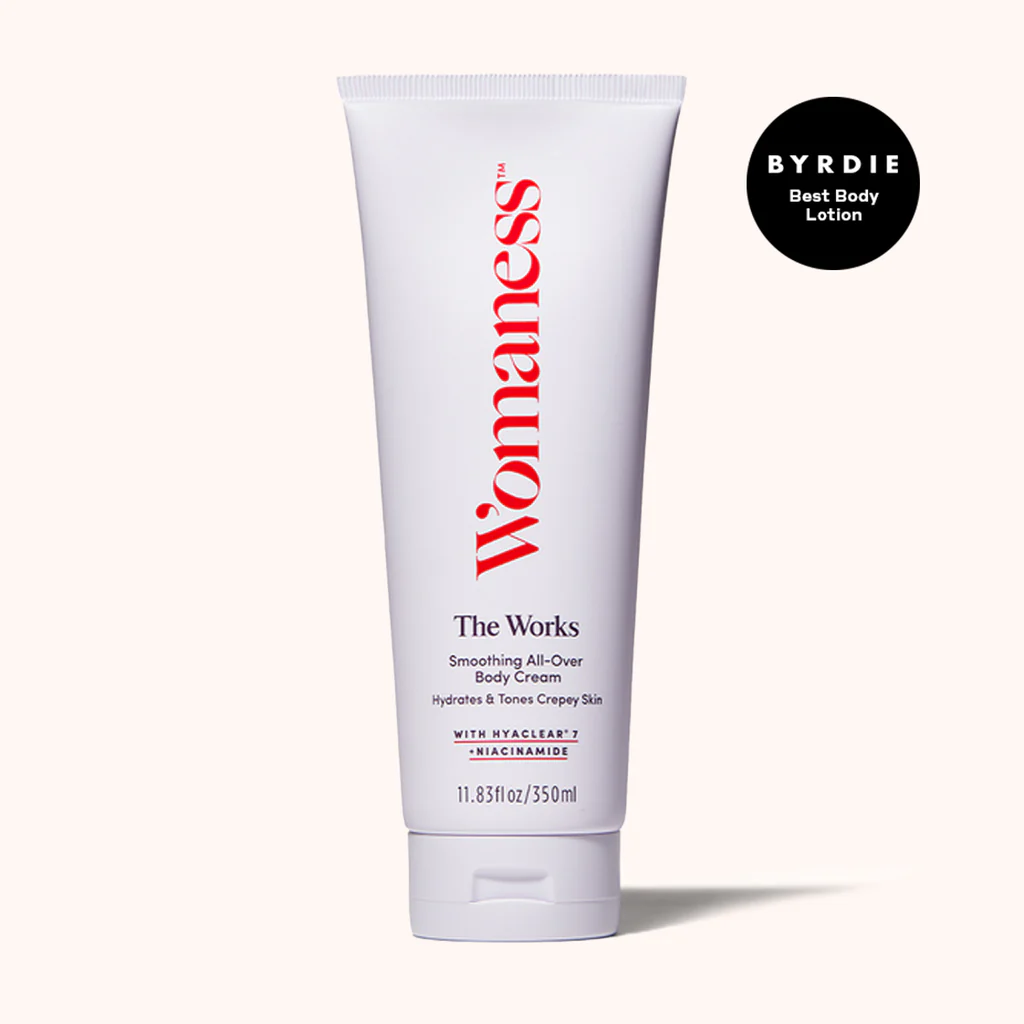 Womaness™
The Works
Smoothing All-Over
Body Cream
Hydrates & Tones Crepey Skin
WITH HYACLEAR® 7
+NIACINAMIDE
11.83fl oz/350ml
BYRDIE
Best Body
Lotion